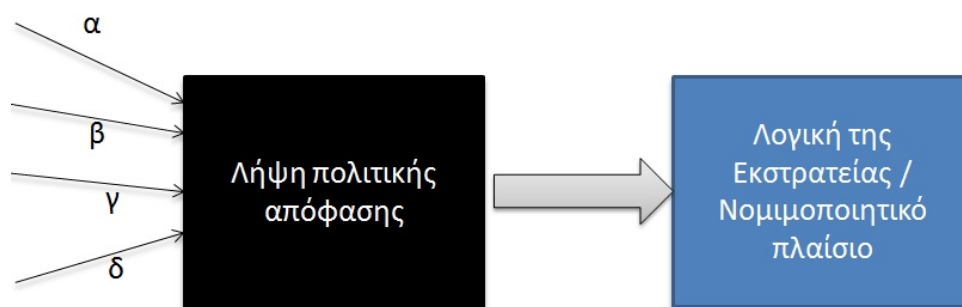 α
β
γ
δ
Λήψη πολιτικής
απόφασης
Λογική της
Εκστρατείας /
Νομιμοποιητικό
πλαίσιο